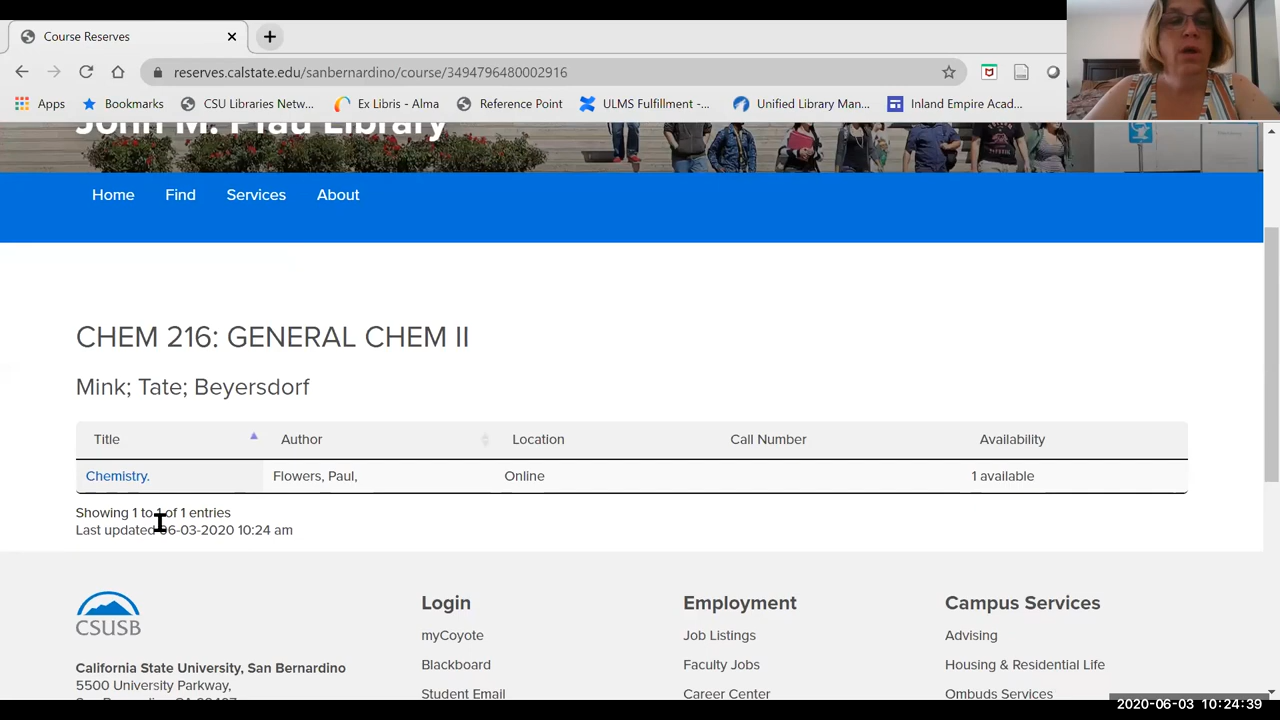 Course Reserves
reserves.calstate.edu/sanbernardino/course/3494796480002916
Apps Bookmarks CSU Libraries Netw... Ex Libris - Alma Reference Point ULMS Fulfillment -... Unified Library Man... Inland Empire Acad...
John M. Pfau Library
Home Find Services About
CHEM 216: GENERAL CHEM II
Mink; Tate; Beyersdorf
Title Author Location Call Number Availability
Chemistry. Flowers, Paul, Online 1 available
Showing 1 to 1 of 1 entries
Last updated 06-03-2020 10:24 am
CSUSB
Login Employment Campus Services
myCoyote Job Listings Advising
California State University, San Bernardino Blackboard Faculty Jobs Housing & Residential Life
5500 University Parkway, Student Email Career Center Ombuds Services
2020-06-03 10:24:39